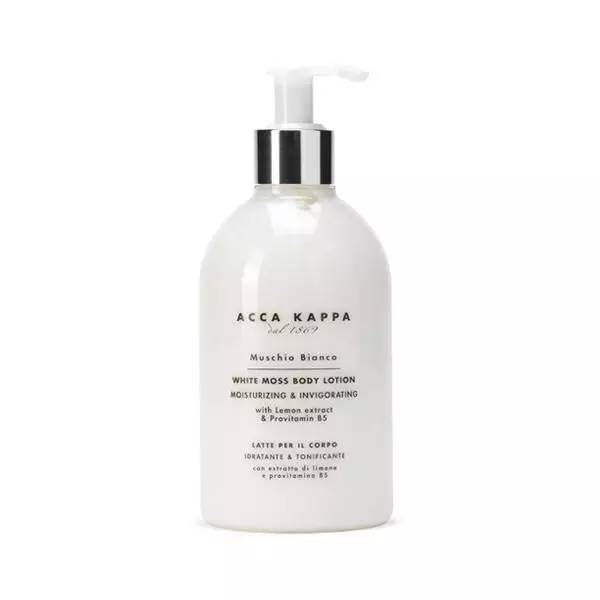 ACCA KAPPA
dal 1869
Muschio Bianco
WHITE MOSS BODY LOTION
MOISTURIZING & INVIGORATING
with Lemon extract
& Provitamin B5
LATTE PER IL CORPO
IDRATANTE & TONIFICANTE
con estratto di limone
e provitamina B5